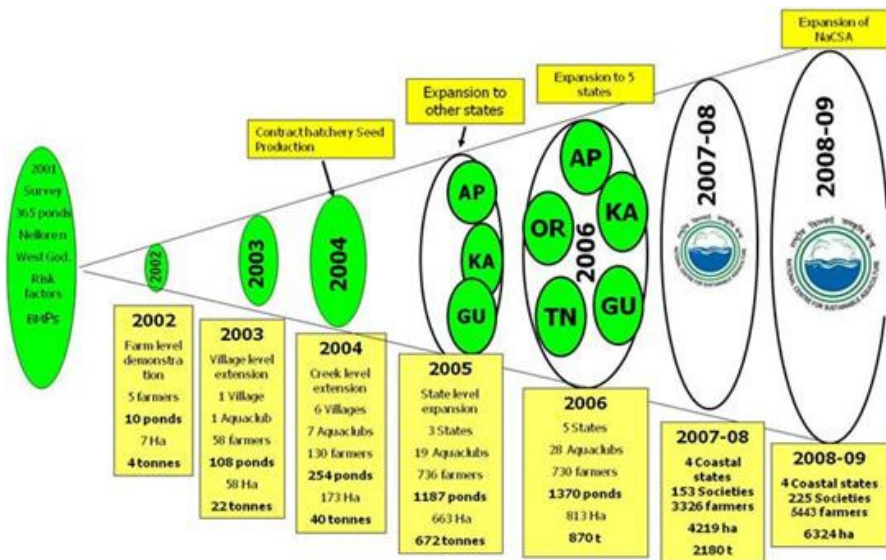 Expansion of
NaCSA
Expansion to 5
states
Expansion to
other states
Contract hatchery Seed
Production
2001
Survey
365 ponds
Nellore n
West God.
Risk
factors
BMPs
2002
2003
2004
AP
KA
GU
AP
OR
KA
2006
TN
GU
2007-08
2008-09
NATIONAL CENTRE FOR SUSTAINABLE AQUACULTURE
2002
Farm level
demonstra
tion
5 farmers
10 ponds
7 Ha
4 tonnes
2003
Village level
extension
1 Village
1 Aquaclub
58 farmers
108 ponds
58 Ha
22 tonnes
2004
Creek level
extension
6 Villages
7 Aquaclubs
130 farmers
254 ponds
173 Ha
40 tonnes
2005
State level
expansion
3 States
19 Aquaclubs
736 farmers
1187 ponds
663 Ha
672 tonnes
2006
5 States
28 Aquaclubs
730 farmers
1370 ponds
813 Ha
870 t
2007-08
4 Coastal
states
153 Societies
3326 farmers
4219 ha
2180 t
2008-09
4 Coastal states
225 Societies
5443 farmers
6324 ha